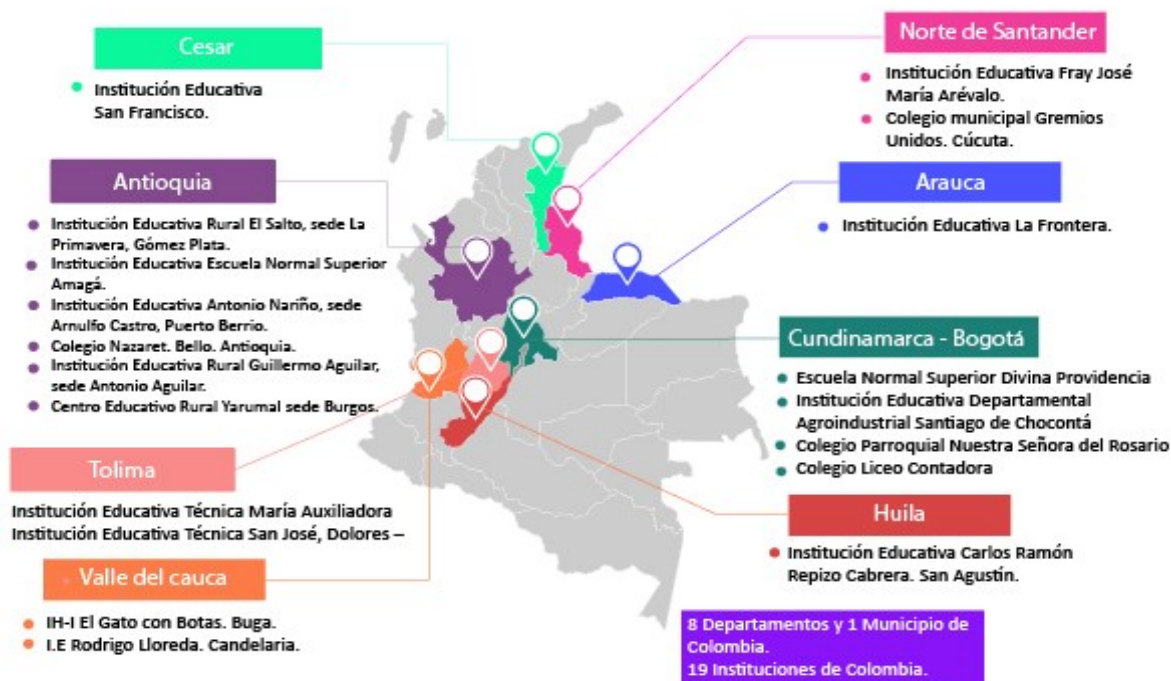 Cesar
Institución Educativa
San Francisco.
Norte de Santander
Institución Educativa Fray José
María Arévalo.
Colegio municipal Gremios
Unidos. Cúcuta.
Antioquia
Institución Educativa Rural El Salto, sede La
Primavera, Gómez Plata.
Institución Educativa Escuela Normal Superior
Amagá.
Institución Educativa Antonio Nariño, sede
Arnulfo Castro, Puerto Berrio.
Colegio Nazaret. Bello. Antioquia.
Institución Educativa Rural Guillermo Aguilar,
sede Antonio Aguilar.
Centro Educativo Rural Yarumal sede Burgos.
Arauca
Institución Educativa La Frontera.
Cundinamarca - Bogotá
Escuela Normal Superior Divina Providencia
Institución Educativa Departamental
Agroindustrial Santiago de Chocontá
Colegio Parroquial Nuestra Señora del Rosario
Colegio Liceo Contadora
Tolima
Institución Educativa Técnica María Auxiliadora
Institución Educativa Técnica San José, Dolores –
Huila
Institución Educativa Carlos Ramón
Repizo Cabrera. San Agustín.
Valle del cauca
IH-I El Gato con Botas. Buga.
I.E Rodrigo Lloreda. Candelaria.
8 Departamentos y 1 Municipio de
Colombia.
19 Instituciones de Colombia.